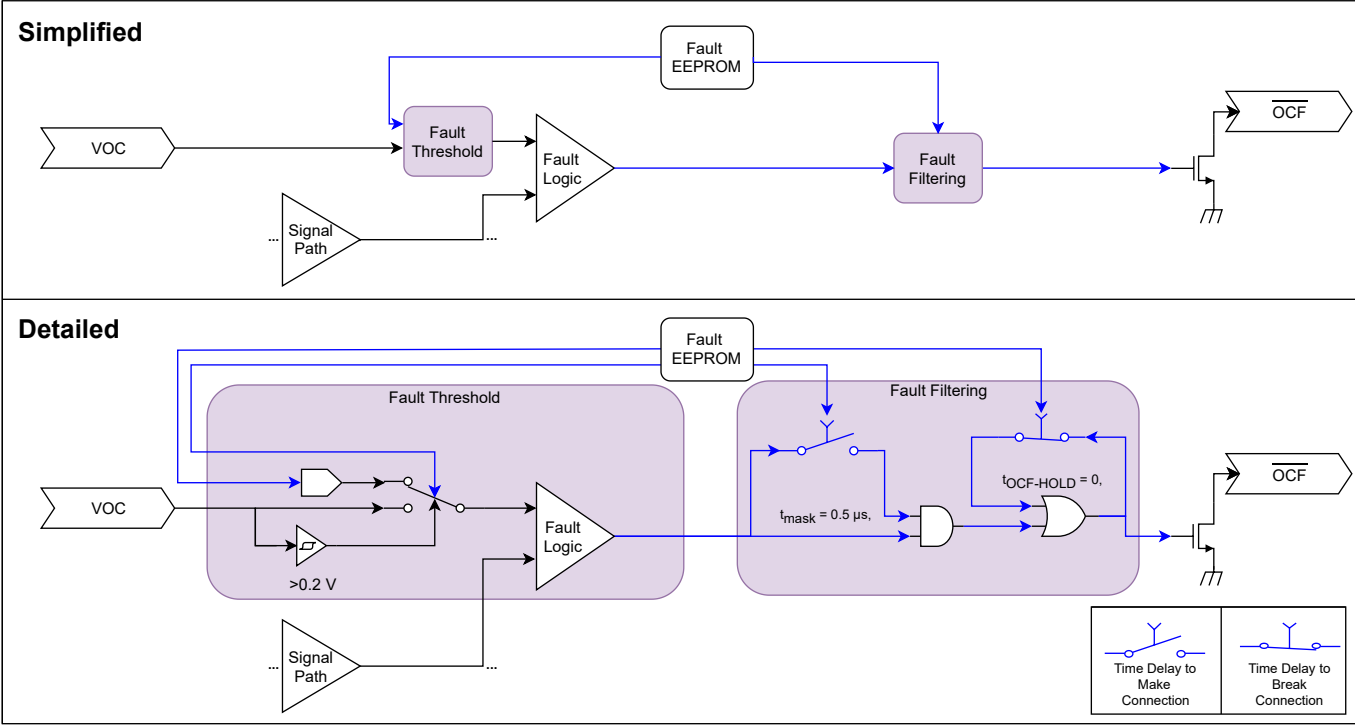 Simplified
Fault
EEPROM
VOC
Fault
Threshold
Fault
Logic
Fault
Filtering
OCF
...
Signal
Path
...
Detailed
Fault
EEPROM
Fault Threshold
Fault Filtering
VOC
>0.2 V
Fault
Logic
tmask = 0.5 µs,
tOCF-HOLD = 0,
OCF
...
Signal
Path
...
Time Delay to
Make
Connection
Time Delay to
Break
Connection